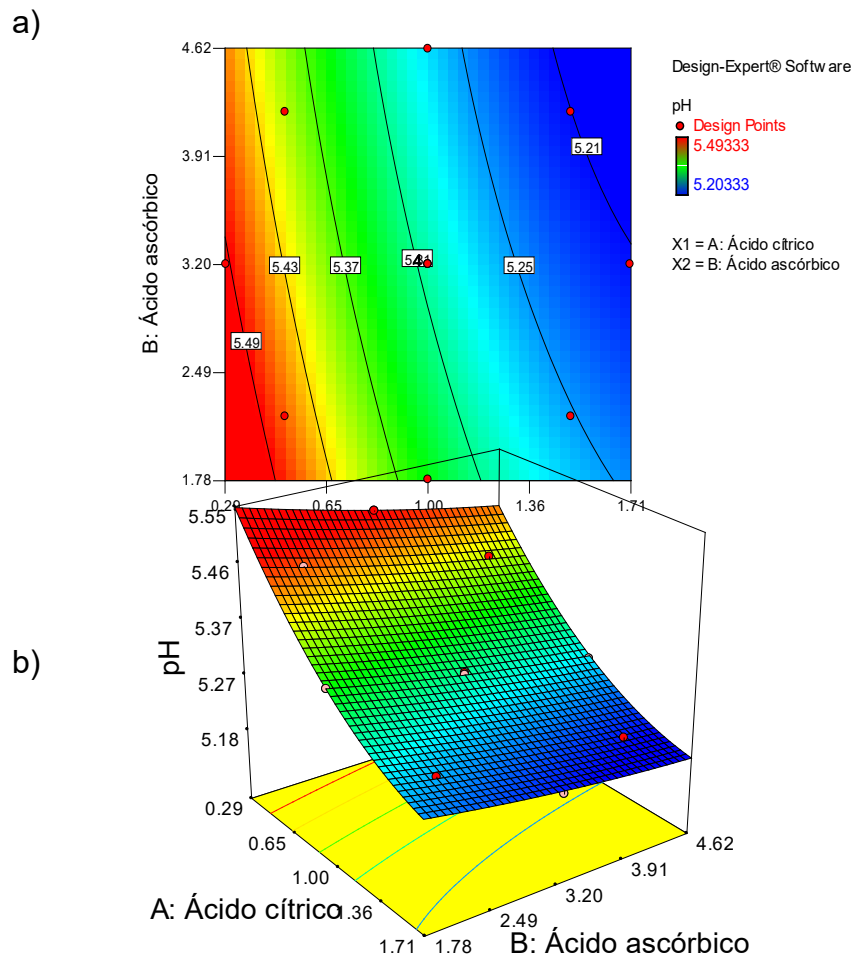 a)
4.62
3.91
3.20
2.49
1.78
B: Ácido ascórbico
5.21
5.43
5.37
5.25
5.49
0.29
0.65
1.00
1.36
1.71
Design-Expert® Software
pH
Design Points
5.49333
5.20333
X1 = A: Ácido cítrico
X2 = B: Ácido ascórbico
b)
5.55
5.46
5.37
5.27
5.18
pH
0.29
0.65
1.00
1.36
1.71
A: Ácido cítrico
1.78
2.49
3.20
3.91
4.62
B: Ácido ascórbico